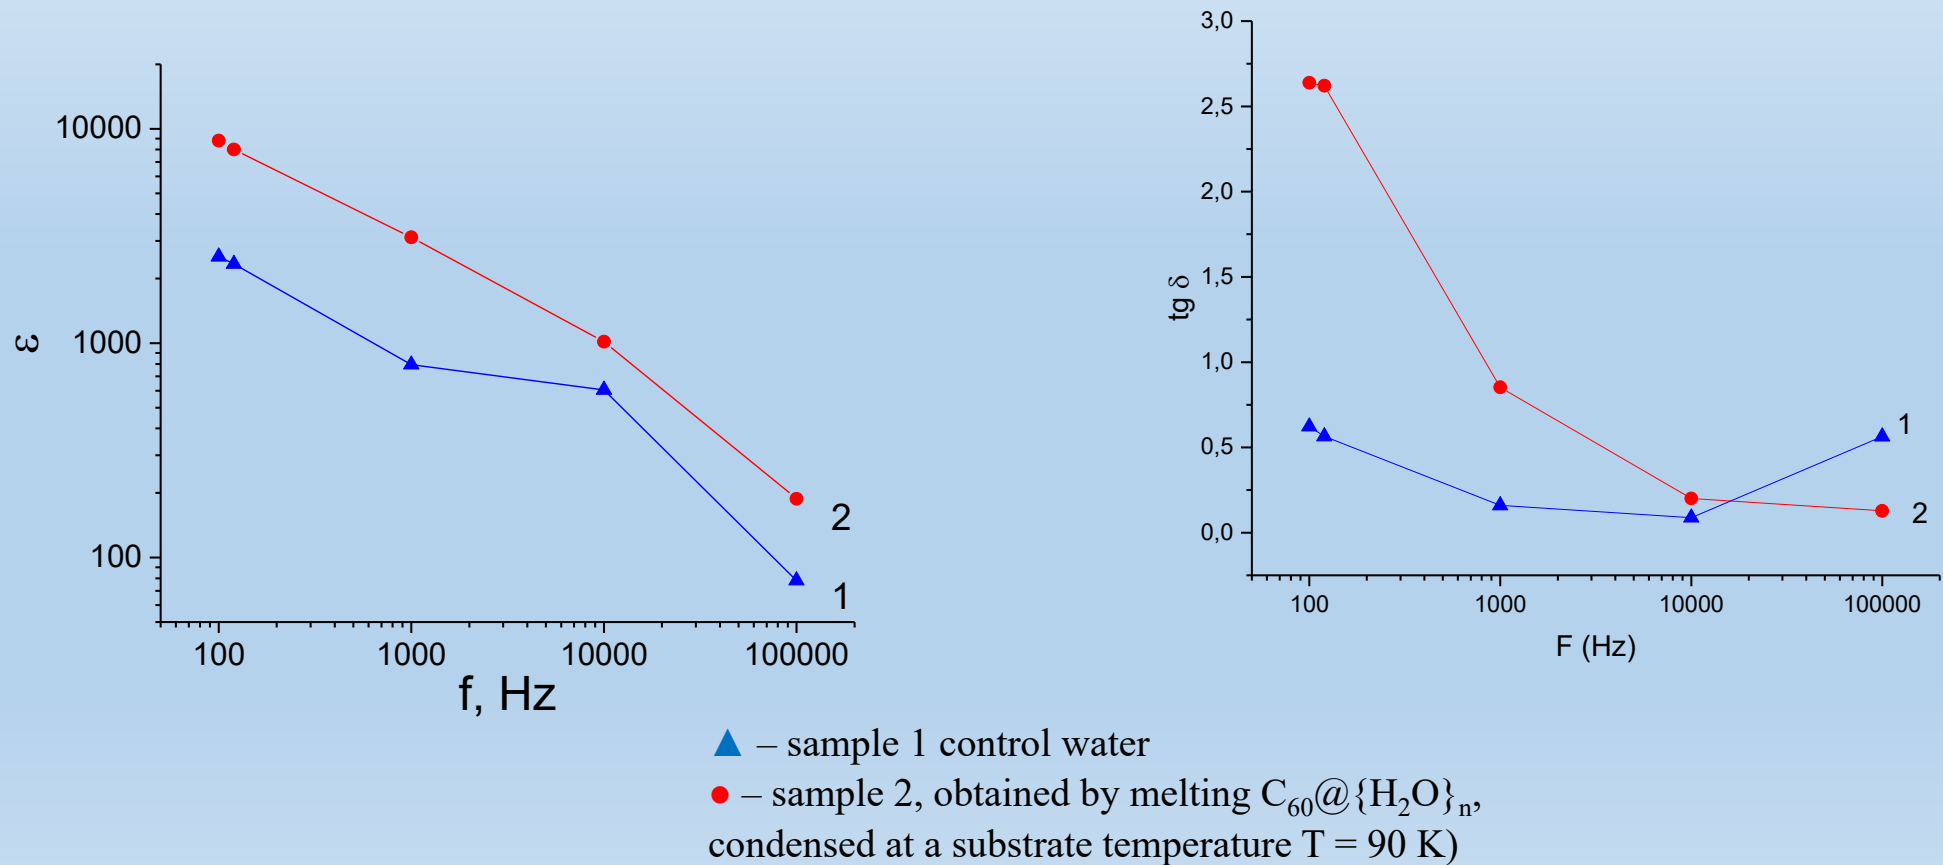 10000
1000
100
ε
100 1000 10000 100000
f, Hz
2
1
3,0
2,5
2,0
1,5
1,0
0,5
0,0
tg δ
100 1000 10000 100000
F (Hz)
1
2
– sample 1 control water
– sample 2, obtained by melting C₆₀@{H₂O}ₙ,
condensed at a substrate temperature T = 90 K)